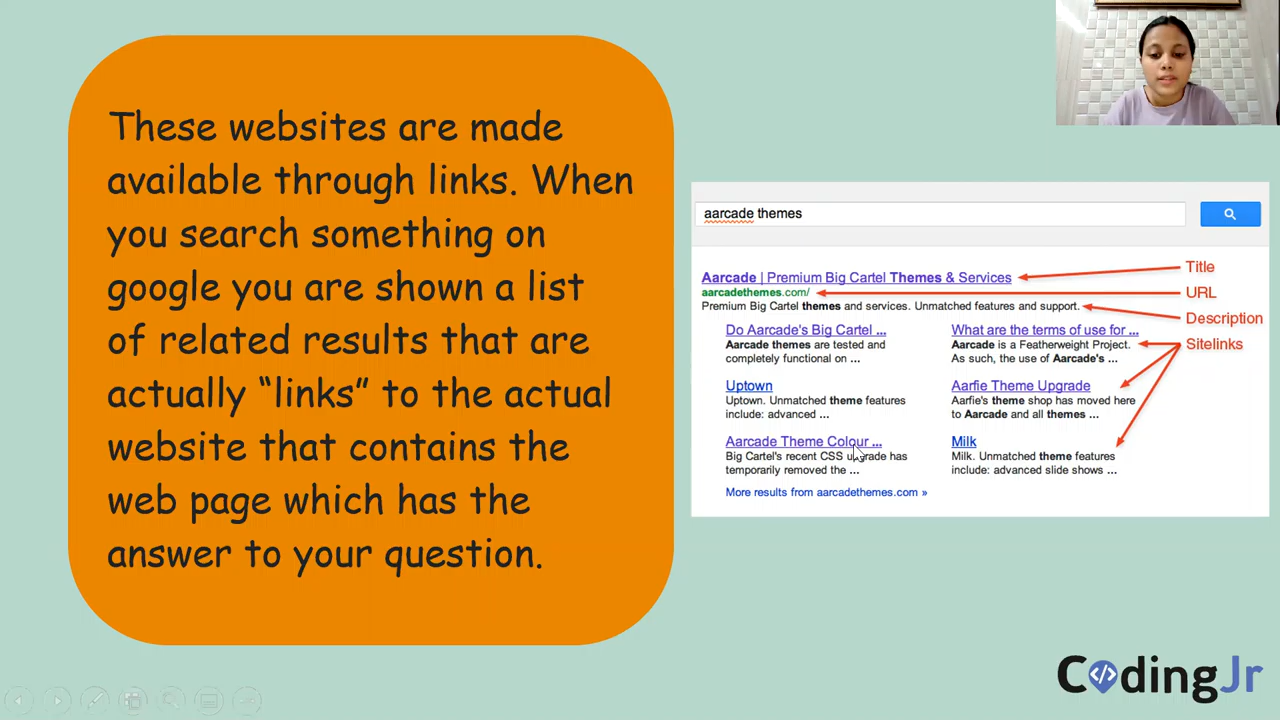 These websites are made
available through links. When
you search something on
google you are shown a list
of related results that are
actually “links” to the actual
website that contains the
web page which has the
answer to your question.
aarcade themes
Aarcade | Premium Big Cartel Themes & Services
Title
aarcadethemes.com/
URL
Premium Big Cartel themes and services. Unmatched features and support.
Description
Do Aarcade's Big Cartel ...
Aarcade themes are tested and
completely functional on ...
What are the terms of use for ...
Aarcade is a Featherweight Project.
As such, the use of Aarcade's ...
Sitelinks
Uptown
Uptown. Unmatched theme features
include: advanced ...
Aarfie Theme Upgrade
Aarfie's theme shop has moved here
to Aarcade and all themes ...
Aarcade Theme Colour ...
Big Cartel's recent CSS upgrade has
temporarily removed the ...
Milk
Milk. Unmatched theme features
include: advanced slide shows ...
More results from aarcadethemes.com »
CodingJr